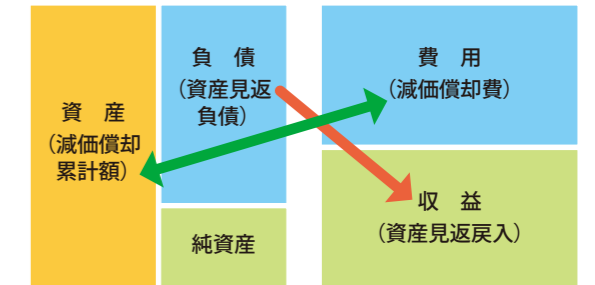 資　産
（減価償却
累計額）
負　債
（資産見返
負債）
純資産
費　用
（減価償却費）
収　益
（資産見返戻入）